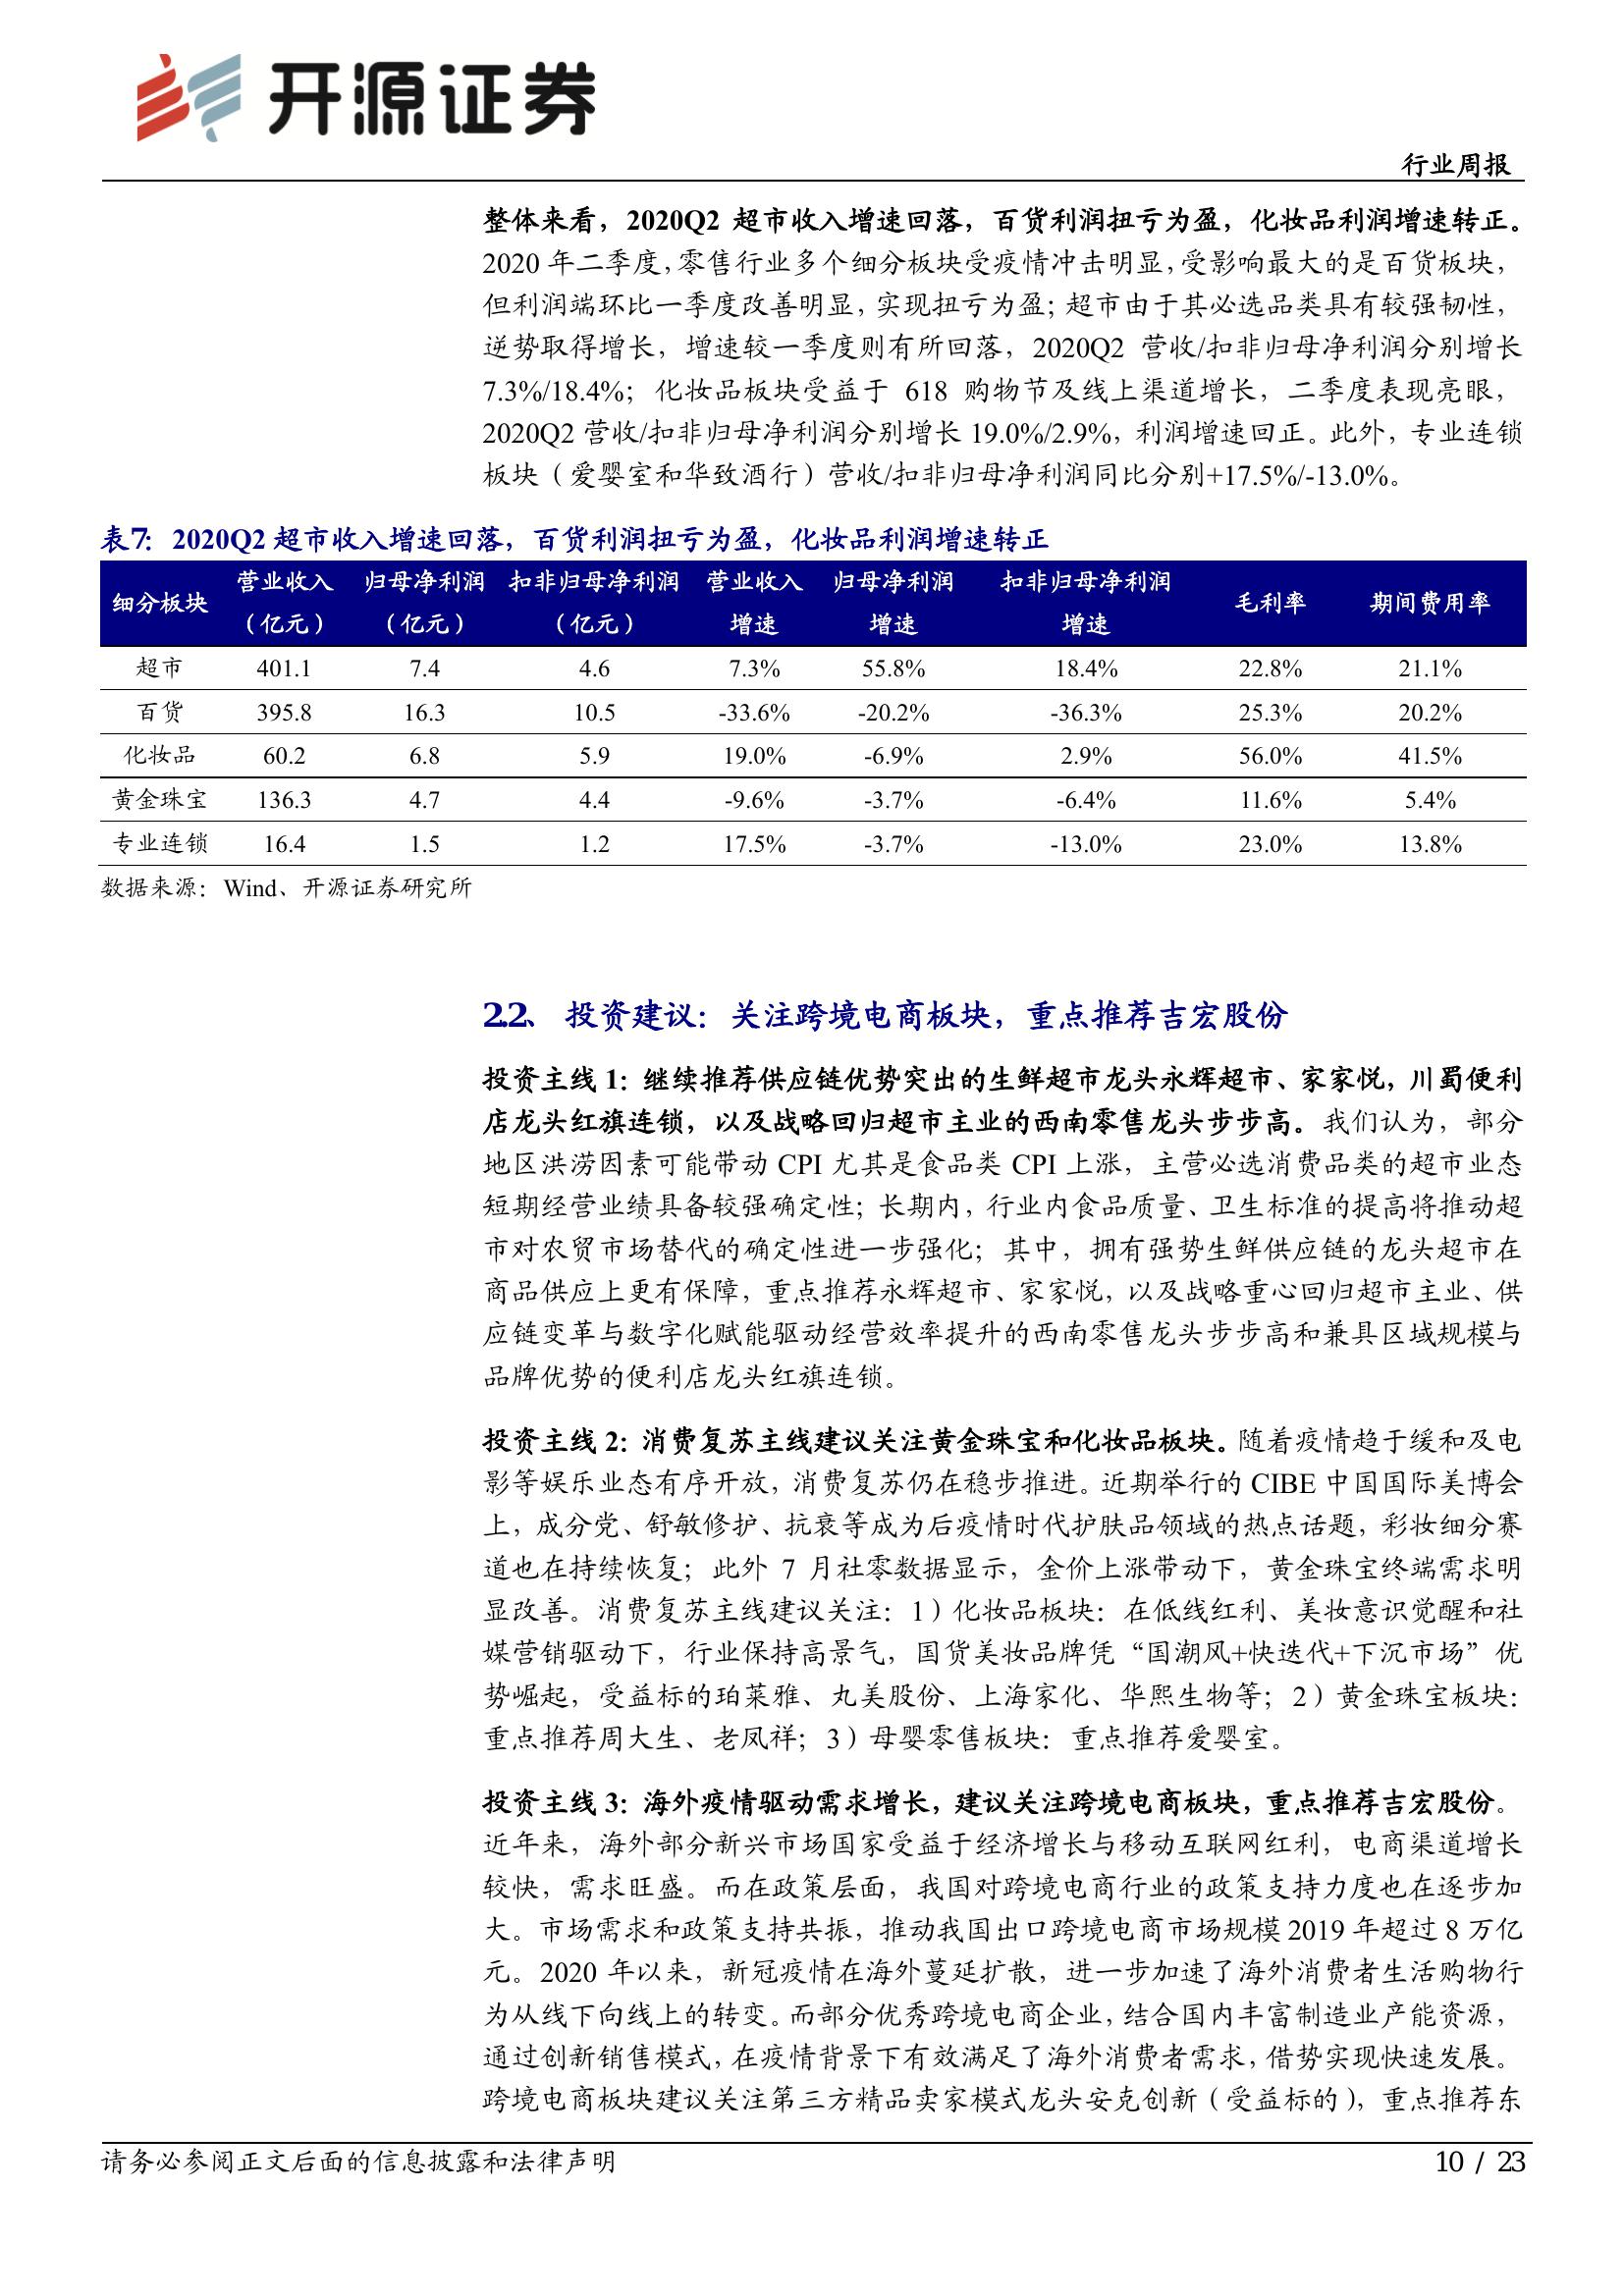 开源证券
行业周报
整体来看，2020Q2 超市收入增速回落，百货利润扭亏为盈，化妆品利润增速转正。
2020 年二季度，零售行业多个细分板块受疫情冲击明显，受影响最大的是百货板块，
但利润端环比一季度改善明显，实现扭亏为盈；超市由于其必选品类具有较强韧性，
逆势取得增长，增速较一季度则有所回落，2020Q2 营收/扣非归母净利润分别增长
7.3%/18.4%；化妆品板块受益于 618 购物节及线上渠道增长，二季度表现亮眼，
2020Q2 营收/扣非归母净利润分别增长 19.0%/2.9%，利润增速回正。此外，专业连锁
板块（爱婴室和华致酒行）营收/扣非归母净利润同比分别+17.5%/-13.0%。
表7：2020Q2 超市收入增速回落，百货利润扭亏为盈，化妆品利润增速转正
细分板块 营业收入（亿元） 归母净利润（亿元） 扣非归母净利润（亿元） 营业收入增速 归母净利润增速 扣非归母净利润增速 毛利率 期间费用率
超市 401.1 7.4 4.6 7.3% 55.8% 18.4% 22.8% 21.1%
百货 395.8 16.3 10.5 -33.6% -20.2% -36.3% 25.3% 20.2%
化妆品 60.2 6.8 5.9 19.0% -6.9% 2.9% 56.0% 41.5%
黄金珠宝 136.3 4.7 4.4 -9.6% -3.7% -6.4% 11.6% 5.4%
专业连锁 16.4 1.5 1.2 17.5% -3.7% -13.0% 23.0% 13.8%
数据来源：Wind、开源证券研究所
2.2、 投资建议：关注跨境电商板块，重点推荐吉宏股份
投资主线 1：继续推荐供应链优势突出的生鲜超市龙头永辉超市、家家悦，川蜀便利
店龙头红旗连锁，以及战略回归超市主业的西南零售龙头步步高。我们认为，部分
地区洪涝因素可能带动 CPI 尤其是食品类 CPI 上涨，主营必选消费品类的超市业态
短期经营业绩具备较强确定性；长期内，行业内食品质量、卫生标准的提高将推动超
市对农贸市场替代的确定性进一步强化；其中，拥有强势生鲜供应链的龙头超市在
商品供应上更有保障，重点推荐永辉超市、家家悦，以及战略重心回归超市主业、供
应链变革与数字化赋能驱动经营效率提升的西南零售龙头步步高和兼具区域规模与
品牌优势的便利店龙头红旗连锁。
投资主线 2：消费复苏主线建议关注黄金珠宝和化妆品板块。随着疫情趋于缓和及电
影等娱乐业态有序开放，消费复苏仍在稳步推进。近期举行的 CIBE 中国国际美博会
上，成分党、舒敏修护、抗衰等成为后疫情时代护肤品领域的热点话题，彩妆细分赛
道也在持续恢复；此外 7 月社零数据显示，金价上涨带动下，黄金珠宝终端需求明
显改善。消费复苏主线建议关注：1）化妆品板块：在低线红利、美妆意识觉醒和社
媒营销驱动下，行业保持高景气，国货美妆品牌凭“国潮风+快迭代+下沉市场”优
势崛起，受益标的珀莱雅、丸美股份、上海家化、华熙生物等；2）黄金珠宝板块：
重点推荐周大生、老凤祥；3）母婴零售板块：重点推荐爱婴室。
投资主线 3：海外疫情驱动需求增长，建议关注跨境电商板块，重点推荐吉宏股份。
近年来，海外部分新兴市场国家受益于经济增长与移动互联网红利，电商渠道增长
较快，需求旺盛。而在政策层面，我国对跨境电商行业的政策支持力度也在逐步加
大。市场需求和政策支持共振，推动我国出口跨境电商市场规模 2019 年超过 8 万亿
元。2020 年以来，新冠疫情在海外蔓延扩散，进一步加速了海外消费者生活购物行
为从线下向线上的转变。而部分优秀跨境电商企业，结合国内丰富制造业产能资源，
通过创新销售模式，在疫情背景下有效满足了海外消费者需求，借势实现快速发展。
跨境电商板块建议关注第三方精品卖家模式龙头安克创新（受益标的），重点推荐东
请务必参阅正文后面的信息披露和法律声明
10 / 23